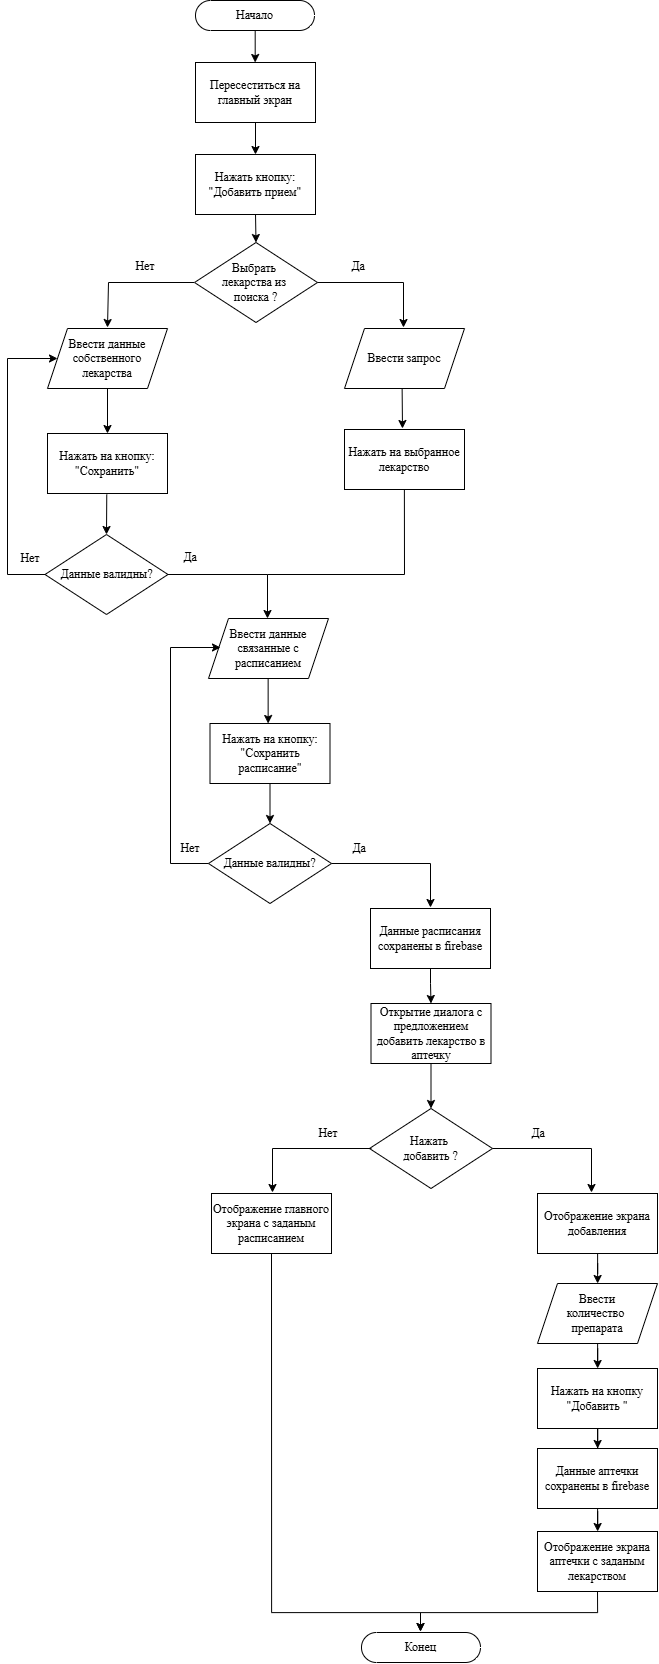 Начало
Пересеститься на
главный экран
Нажать кнопку:
"Добавить прием"
Выбрать
лекарства из
поиска ?
Нет
Да
Ввести данные
собственного
лекарства
Ввести запрос
Нажать на кнопку:
"Сохранить"
Нажать на выбранное
лекарство
Данные валидны?
Нет
Да
Ввести данные
связанные с
расписанием
Нажать на кнопку:
"Сохранить
расписание"
Данные валидны?
Нет
Да
Данные расписания
сохранены в firebase
Открытие диалога с
предложением
добавить лекарство в
аптечку
Нажать
добавить ?
Нет
Да
Отображение главного
экрана с заданым
расписанием
Отображение экрана
добавления
Ввести
количество
препарата
Нажать на кнопку
"Добавить "
Данные аптечки
сохранены в firebase
Отображение экрана
аптечки с заданым
лекарством
Конец